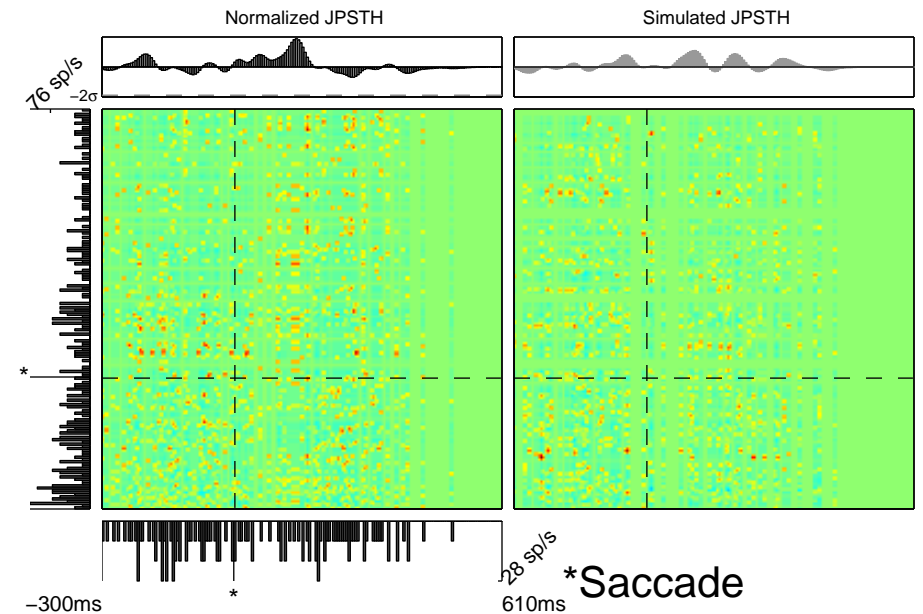 Normalized JPSTH
Simulated JPSTH
76 sp/s
−2σ
*
*
28 sp/s
*Saccade
−300ms
610ms